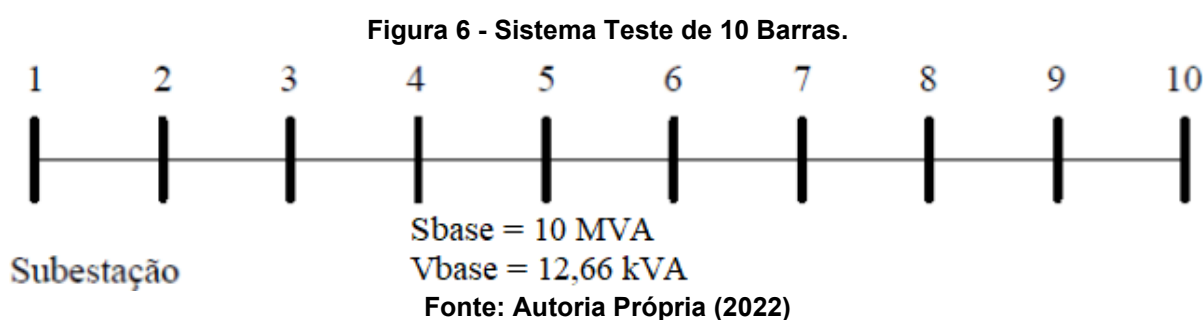 Figura 6 - Sistema Teste de 10 Barras.
1 2 3 4 5 6 7 8 9 10
Sbase = 10 MVA
Subestação Vbase = 12,66 kVA
Fonte: Autoria Própria (2022)